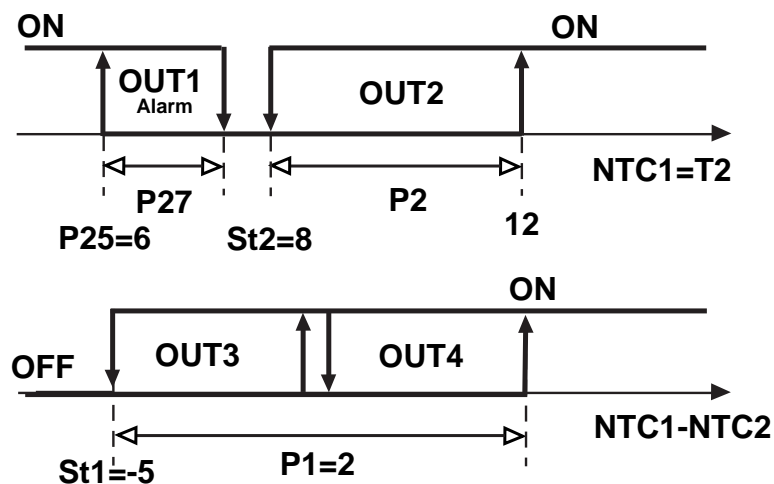 ON
ON
OUT1
Alarm
OUT2
NTC1=T2
P27
P2
P25=6
St2=8
12
ON
OUT3
OUT4
OFF
NTC1-NTC2
St1=-5
P1=2